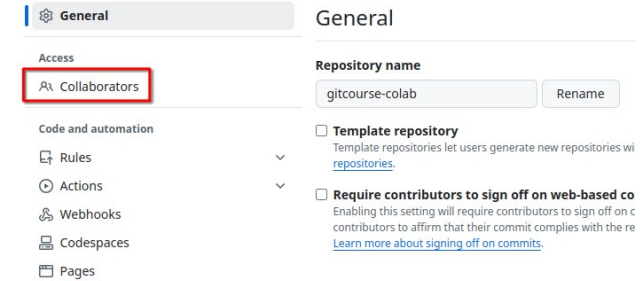 General
Access
Collaborators
Code and automation
Rules
Actions
Webhooks
Codespaces
Pages
General
Repository name
gitcourse-colab
Rename
Template repository
Template repositories let users generate new repositories
repositories.
Require contributors to sign off on web-based
Enabling this setting will require contributors to sign off on
contributors to affirm that their commit complies with the
Learn more about signing off on commits.